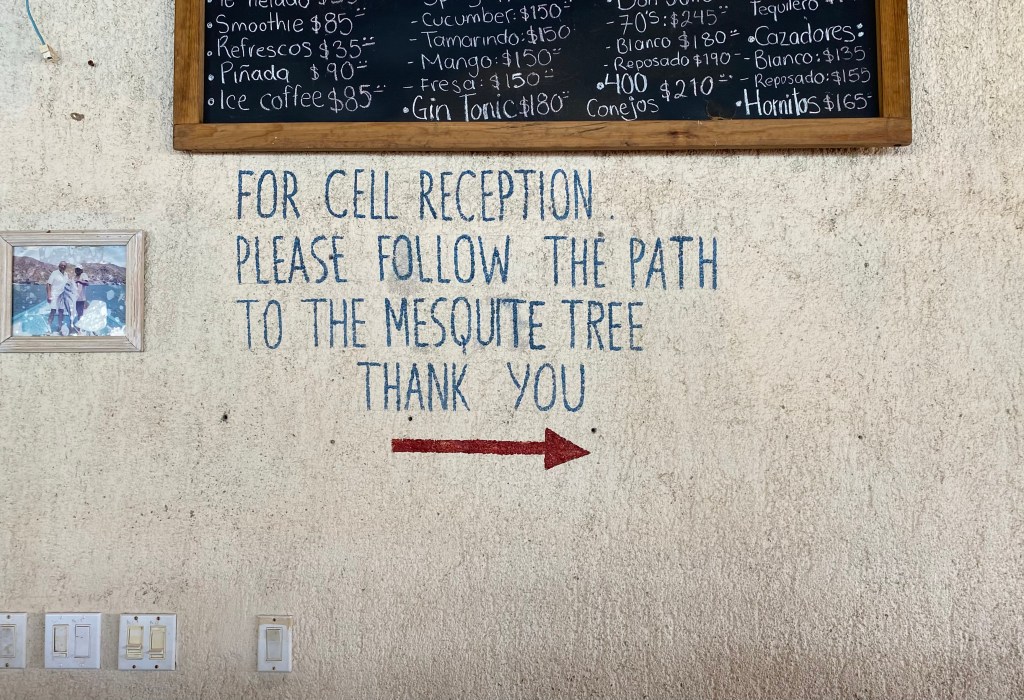 Smoothie $85
Refrescos $35
Piñada $90
Ice coffee $85
- Cucumber: $150
- Tamarindo: $150
- Mango: $150
- Fresa: $150
Gin Tonic $180
- 70's: $245
- Blanco $180
- Reposado $190
400 Conejos $210
Tequilero
Cazadores:
- Blanco: $135
- Reposado: $155
Hornitos $165
FOR CELL RECEPTION.
PLEASE FOLLOW THE PATH
TO THE MESQUITE TREE
THANK YOU